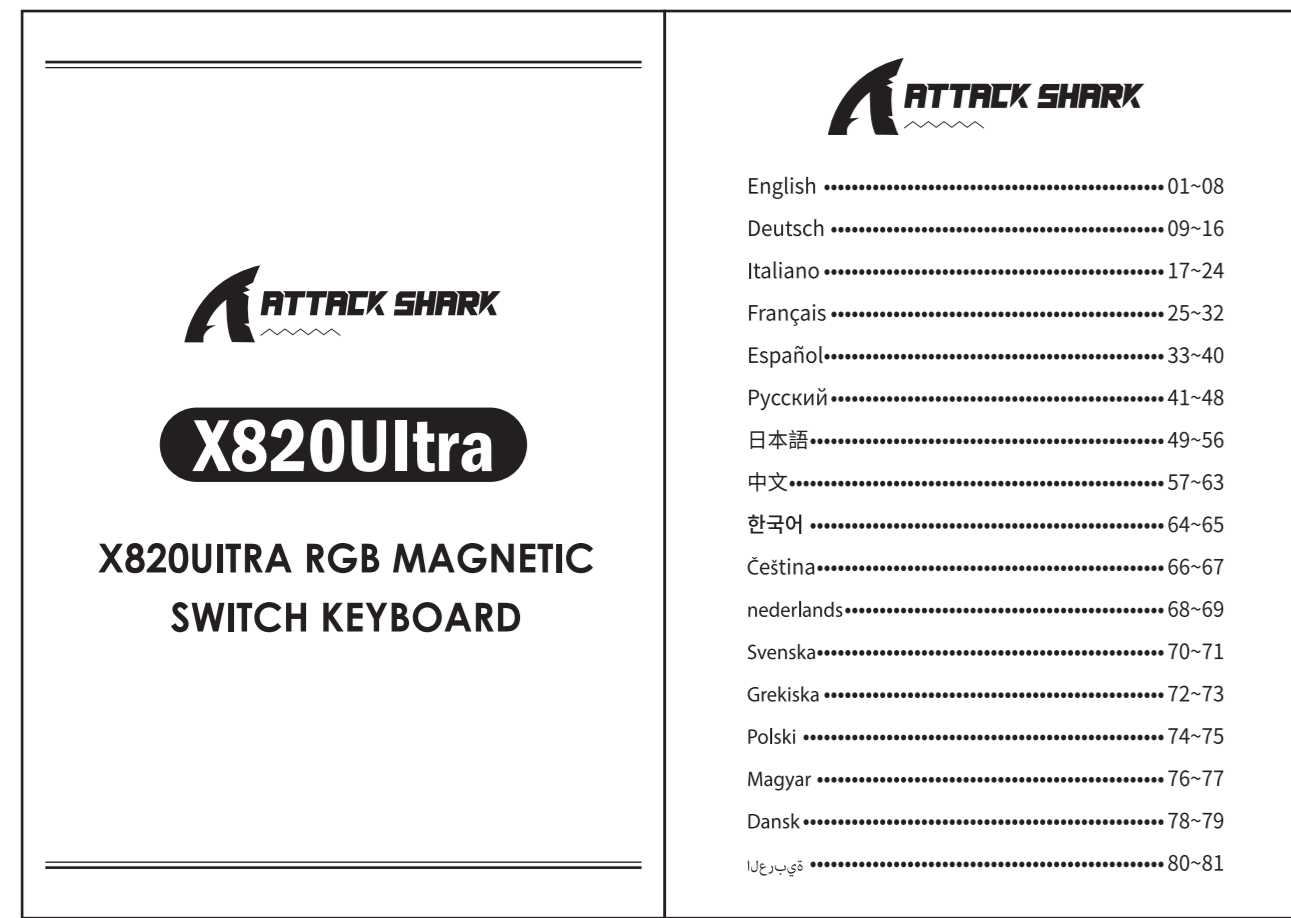 ATTACK SHARK
X820Ultra
X820UlTRA RGB MAGNETIC
SWITCH KEYBOARD
ATTACK SHARK
English •••••••••••••••••••••••••••••••••••••••••••••••• 01~08
Deutsch •••••••••••••••••••••••••••••••••••••••••••••••• 09~16
Italiano •••••••••••••••••••••••••••••••••••••••••••••••• 17~24
Français •••••••••••••••••••••••••••••••••••••••••••••••• 25~32
Español•••••••••••••••••••••••••••••••••••••••••••••••• 33~40
Русский•••••••••••••••••••••••••••••••••••••••••••••••• 41~48
日本語•••••••••••••••••••••••••••••••••••••••••••••••• 49~56
中文•••••••••••••••••••••••••••••••••••••••••••••••• 57~63
한국어 •••••••••••••••••••••••••••••••••••••••••••••••• 64~65
Čeština•••••••••••••••••••••••••••••••••••••••••••••••• 66~67
nederlands•••••••••••••••••••••••••••••••••••••••••••••••• 68~69
Svenska•••••••••••••••••••••••••••••••••••••••••••••••• 70~71
Grekiska •••••••••••••••••••••••••••••••••••••••••••••••• 72~73
Polski •••••••••••••••••••••••••••••••••••••••••••••••• 74~75
Magyar •••••••••••••••••••••••••••••••••••••••••••••••• 76~77
Dansk•••••••••••••••••••••••••••••••••••••••••••••••• 78~79
ةيبرعلا •••••••••••••••••••••••••••••••••••••••••••••••• 80~81